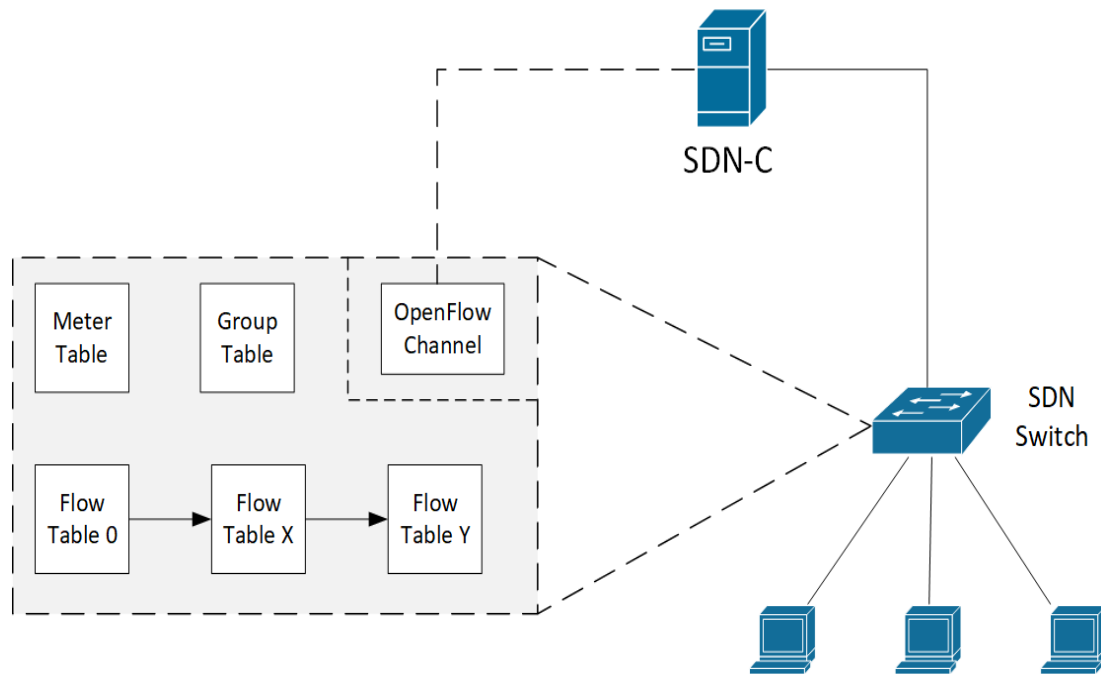 SDN-C
Meter
Table
Group
Table
OpenFlow
Channel
SDN
Switch
Flow
Table 0
Flow
Table X
Flow
Table Y